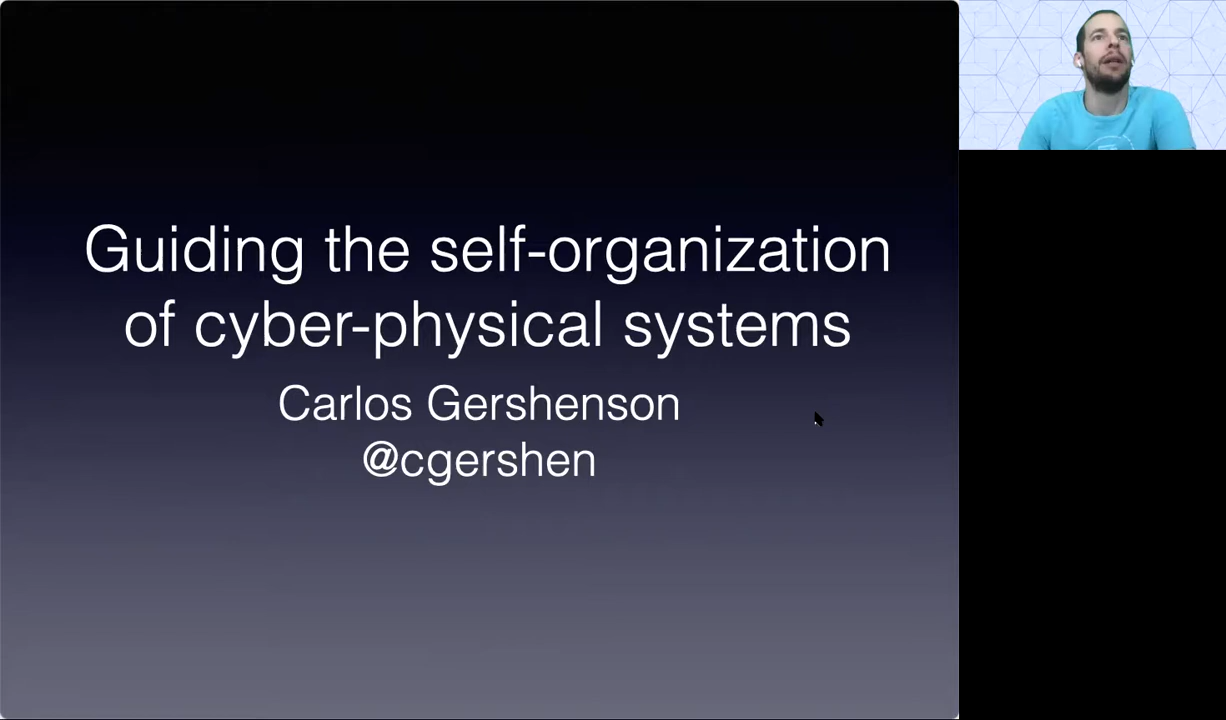 Guiding the self-organization
of cyber-physical systems
Carlos Gershenson
@cgershen